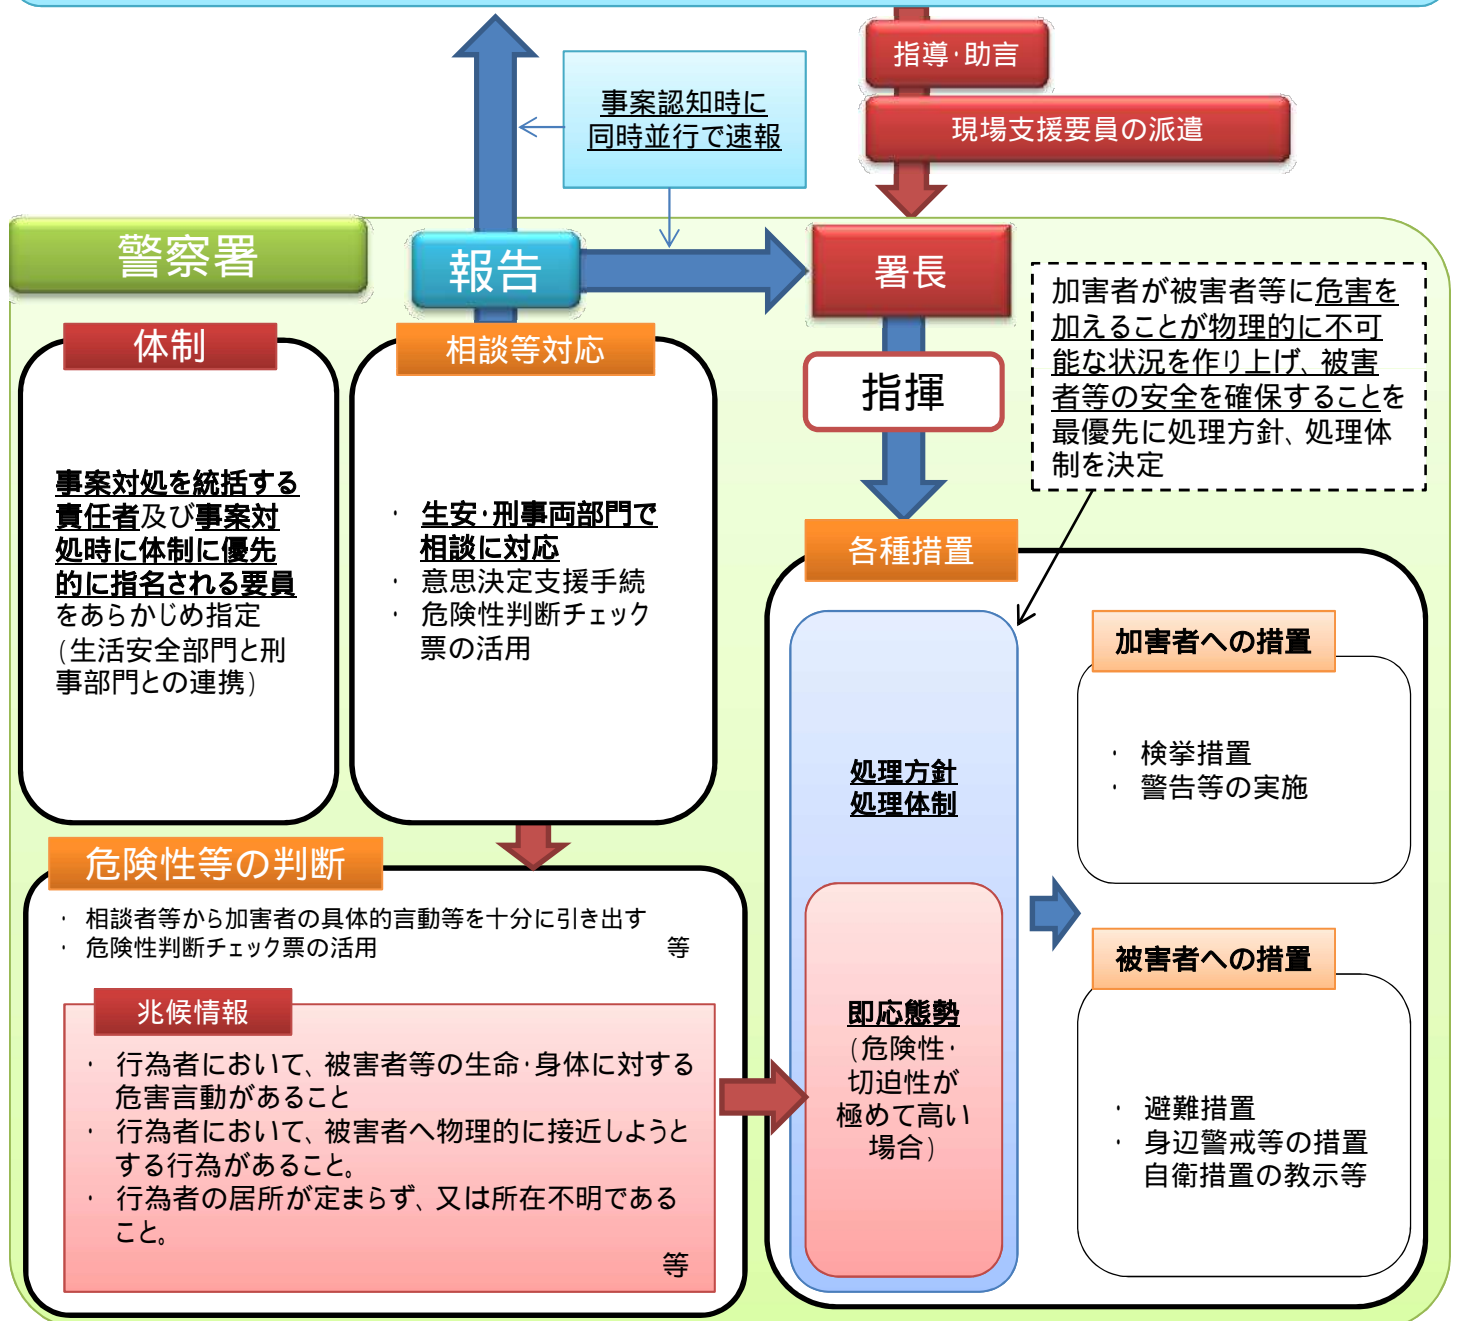 指導・助言
現場支援要員の派遣
事案認知時に
同時並行で速報
警察署
報告
署長
加害者が被害者等に危害を
加えることが物理的に不可
能な状況を作り上げ、被害
者等の安全を確保することを
最優先に処理方針、処理体
制を決定
指揮
体制
事案対処を統括する
責任者及び事案対
処時に体制に優先
的に指名される要員
をあらかじめ指定
(生活安全部門と刑
事部門との連携)
相談等対応
・ 生安・刑事両部門で
相談に対応
・ 意思決定支援手続
・ 危険性判断チェック
票の活用
危険性等の判断
・ 相談者等から加害者の具体的言動等を十分に引き出す
・ 危険性判断チェック票の活用 等
兆候情報
・ 行為者において、被害者等の生命・身体に対する
危害言動があること
・ 行為者において、被害者へ物理的に接近しようと
する行為があること。
・ 行為者の居所が定まらず、又は所在不明である
こと。
等
各種措置
処理方針
処理体制
即応態勢
(危険性・
切迫性が
極めて高い
場合)
加害者への措置
・ 検挙措置
・ 警告等の実施
被害者への措置
・ 避難措置
・ 身辺警戒等の措置
自衛措置の教示等